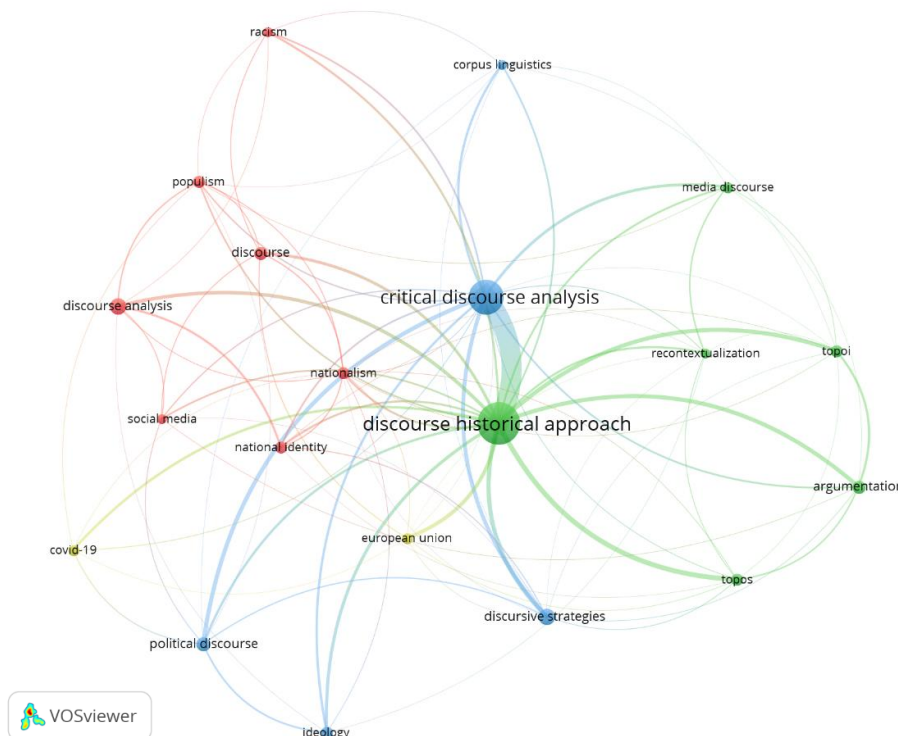 racism
corpus linguistics
populism
media discourse
discourse
critical discourse analysis
discourse analysis
recontextualization
topoi
nationalism
social media
discourse historical approach
national identity
argumentation
european union
covid-19
topos
discursive strategies
political discourse
VOSviewer
ideology